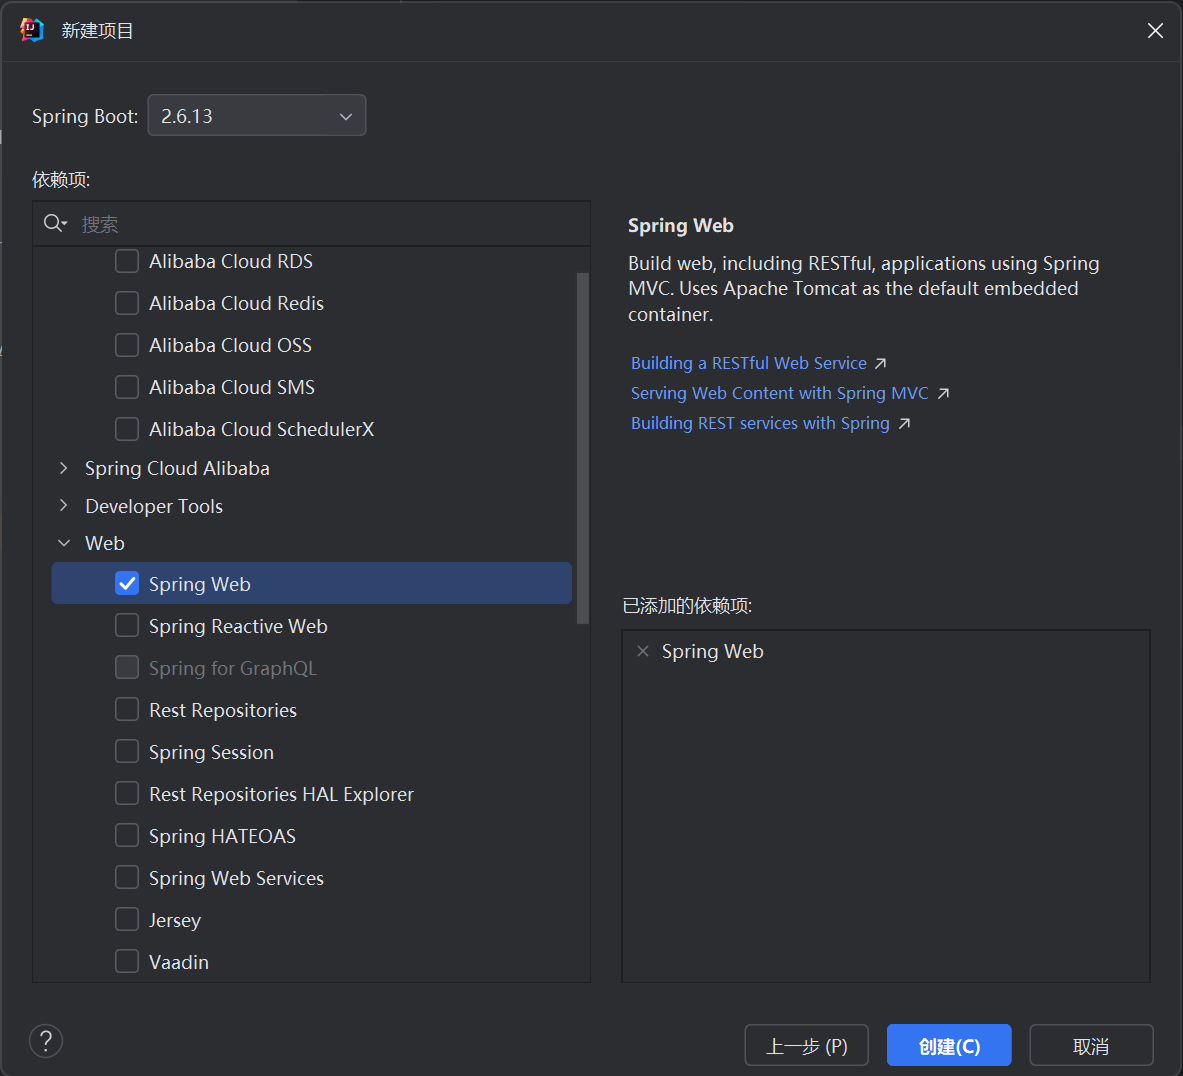 新建项目
Spring Boot:
2.6.13
依赖项:
搜索
Alibaba Cloud RDS
Alibaba Cloud Redis
Alibaba Cloud OSS
Alibaba Cloud SMS
Alibaba Cloud SchedulerX
Spring Cloud Alibaba
Developer Tools
Web
Spring Web
Spring Reactive Web
Spring for GraphQL
Rest Repositories
Spring Session
Rest Repositories HAL Explorer
Spring HATEOAS
Spring Web Services
Jersey
Vaadin
Spring Web
Build web, including RESTful, applications using Spring
MVC. Uses Apache Tomcat as the default embedded
container.
Building a RESTful Web Service
Serving Web Content with Spring MVC
Building REST services with Spring
已添加的依赖项:
Spring Web
?
上一步 (P)
创建(C)
取消